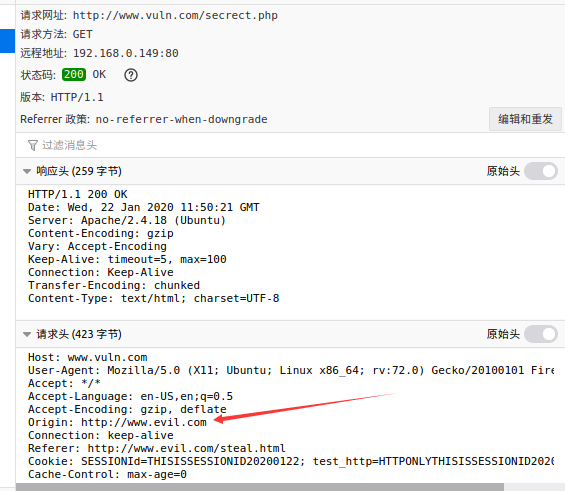 请求网址: http://www.vuln.com/secrect.php
请求方法: GET
远程地址: 192.168.0.149:80
状态码: 200 OK ?
版本: HTTP/1.1
Referrer 政策: no-referrer-when-downgrade 编辑和重发
过滤消息头
响应头 (259 字节) 原始头
HTTP/1.1 200 OK
Date: Wed, 22 Jan 2020 11:50:21 GMT
Server: Apache/2.4.18 (Ubuntu)
Content-Encoding: gzip
Vary: Accept-Encoding
Keep-Alive: timeout=5, max=100
Connection: Keep-Alive
Transfer-Encoding: chunked
Content-Type: text/html; charset=UTF-8
请求头 (423 字节) 原始头
Host: www.vuln.com
User-Agent: Mozilla/5.0 (X11; Ubuntu; Linux x86_64; rv:72.0) Gecko/20100101 Fire
Accept: */*
Accept-Language: en-US,en;q=0.5
Accept-Encoding: gzip, deflate
Origin: http://www.evil.com
Connection: keep-alive
Referer: http://www.evil.com/steal.html
Cookie: SESSIONId=THISISSESSIONID20200122; test_http=HTTPONLYTHISISSESSIONID2020
Cache-Control: max-age=0